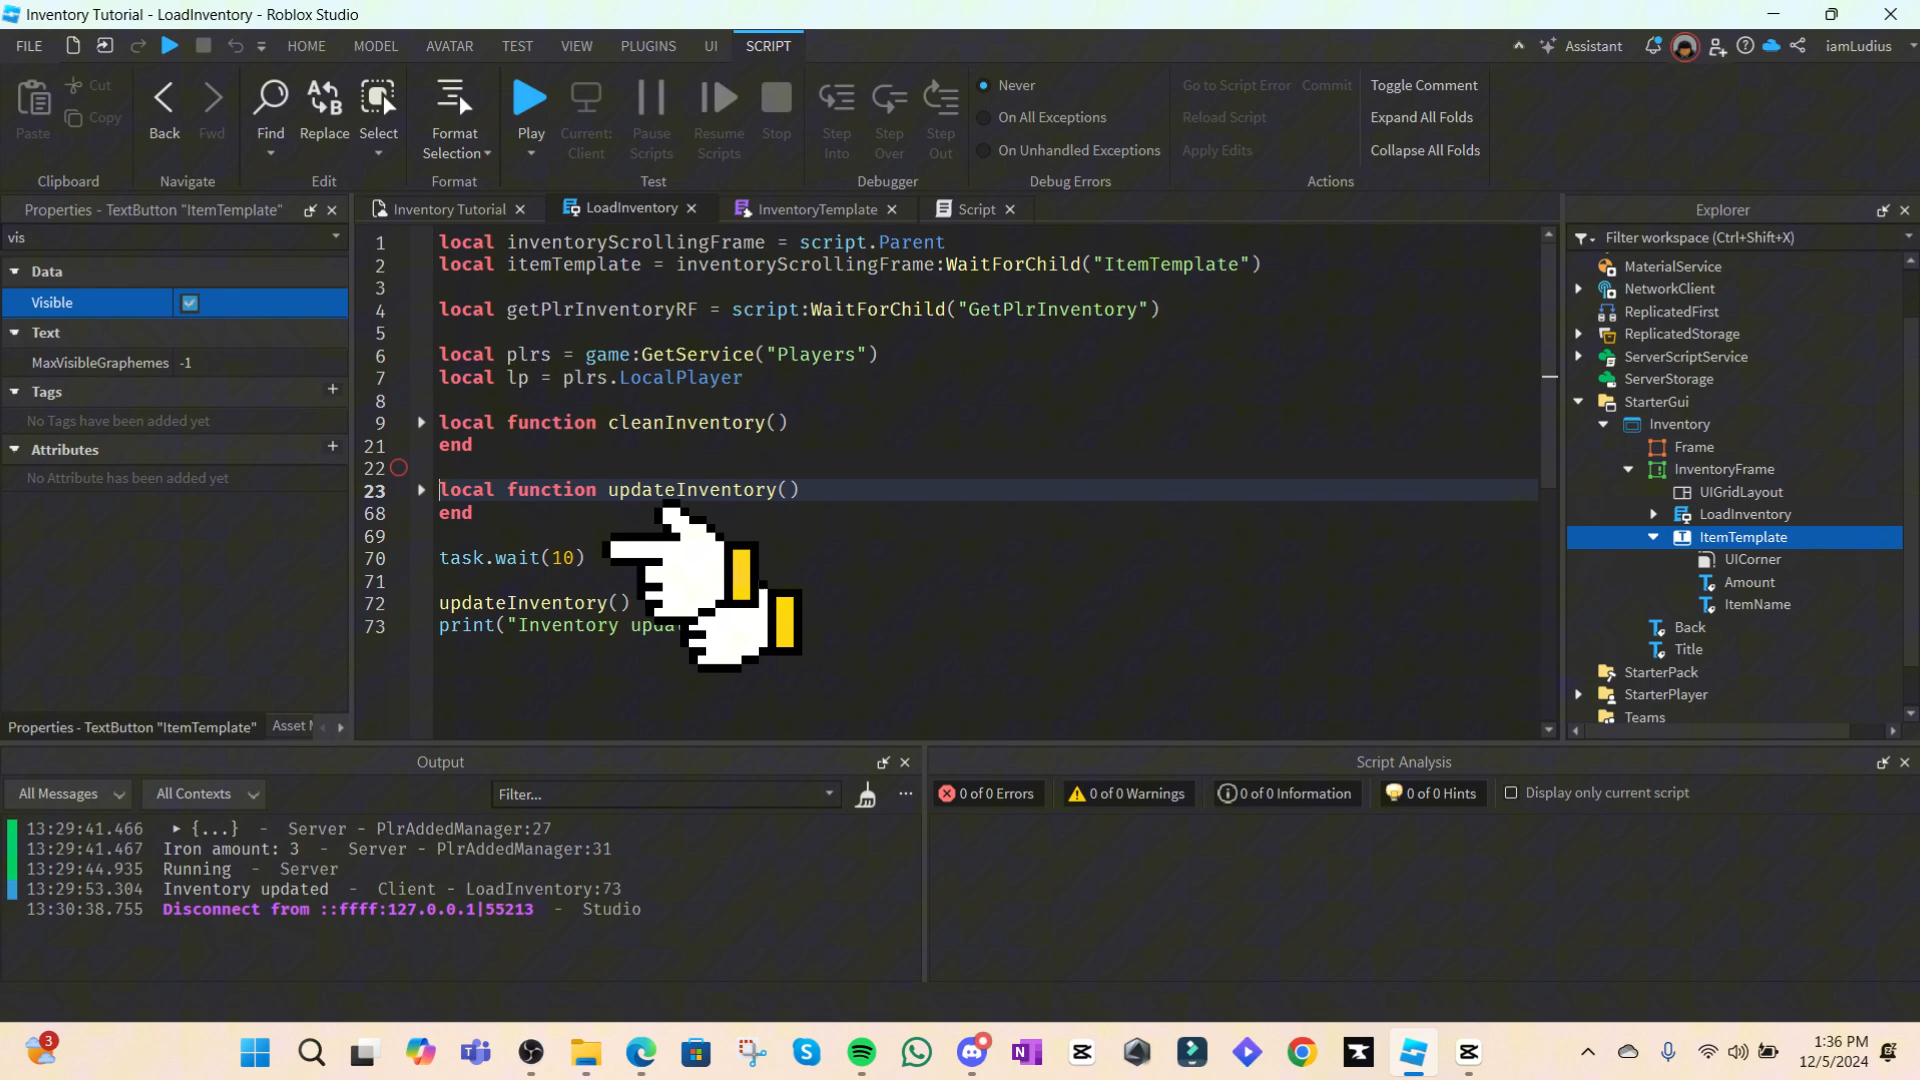 Inventory Tutorial - LoadInventory - Roblox Studio
FILE HOME MODEL AVATAR TEST VIEW PLUGINS UI SCRIPT Assistant iamLudius
Paste Cut Copy
Back Fwd
Find Replace Select
Format Selection
Play Current: Client Pause Scripts Resume Scripts Stop
Step Into Step Over Step Out
Never
On All Exceptions
On Unhandled Exceptions
Go to Script Error Commit
Reload Script
Apply Edits
Toggle Comment
Expand All Folds
Collapse All Folds
Clipboard Navigate Edit Format Test Debugger Debug Errors Actions
Properties - TextButton "ItemTemplate"
vis
Data
Visible
Text
MaxVisibleGraphemes -1
Tags +
No Tags have been added yet
Attributes +
No Attribute has been added yet
Properties - TextButton "ItemTemplate" Asset
Inventory Tutorial LoadInventory InventoryTemplate Script
1 local inventoryScrollingFrame = script.Parent
2 local itemTemplate = inventoryScrollingFrame:WaitForChild("ItemTemplate")
3
4 local getPlrInventoryRF = script:WaitForChild("GetPlrInventory")
5
6 local plrs = game:GetService("Players")
7 local lp = plrs.LocalPlayer
8
9 local function cleanInventory()
21 end
22
23 local function updateInventory()
68 end
69
70 task.wait(10)
71
72 updateInventory()
73 print("Inventory
Explorer
Filter workspace (Ctrl+Shift+X)
MaterialService
NetworkClient
ReplicatedFirst
ReplicatedStorage
ServerScriptService
ServerStorage
StarterGui
Inventory
Frame
InventoryFrame
UIGridLayout
LoadInventory
ItemTemplate
UICorner
Amount
ItemName
Back
Title
StarterPack
StarterPlayer
Teams
Output
All Messages All Contexts Filter...
13:29:41.466 {...} - Server - PlrAddedManager:27
13:29:41.467 Iron amount: 3 - Server - PlrAddedManager:31
13:29:44.935 Running - Server
13:29:53.304 Inventory updated - Client - LoadInventory:73
13:30:38.755 Disconnect from ::ffff:127.0.0.1|55213 - Studio
Script Analysis
0 of 0 Errors 0 of 0 Warnings 0 of 0 Information 0 of 0 Hints Display only current script
3
1:36 PM
12/5/2024